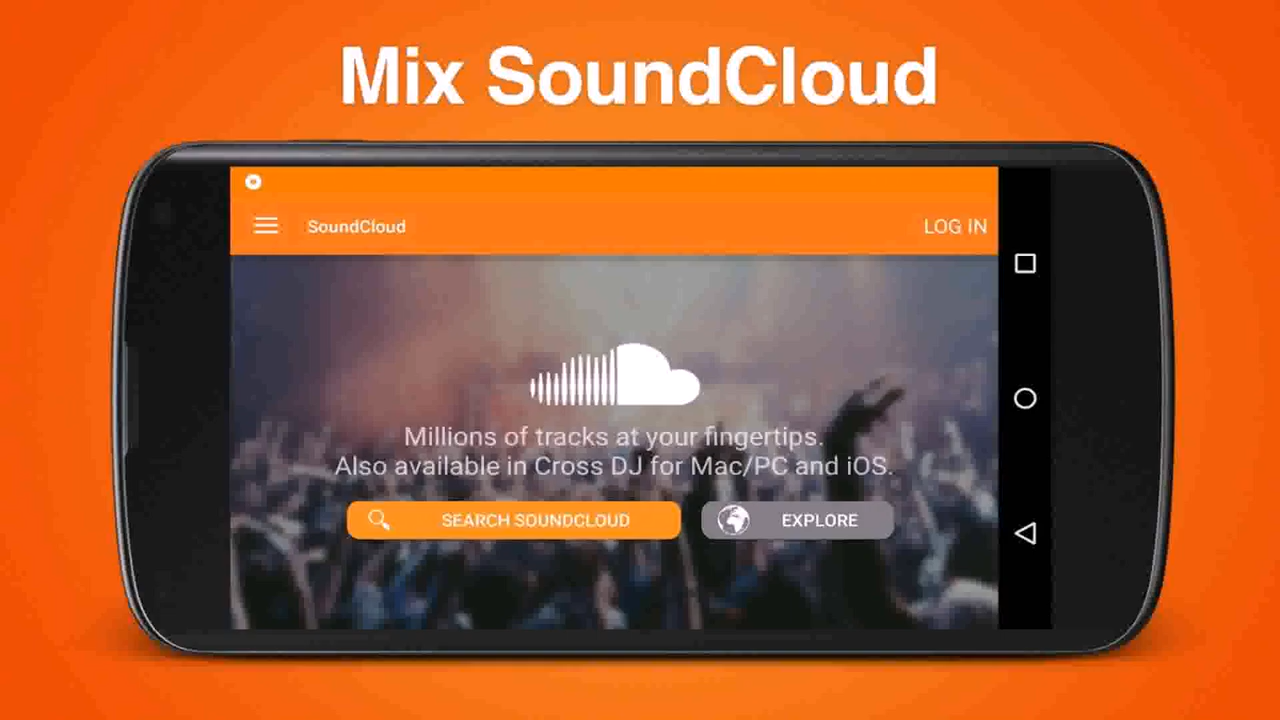 Mix SoundCloud
SoundCloud
LOG IN
Millions of tracks at your fingertips.
Also available in Cross DJ for Mac/PC and iOS.
SEARCH SOUNDCLOUD
EXPLORE